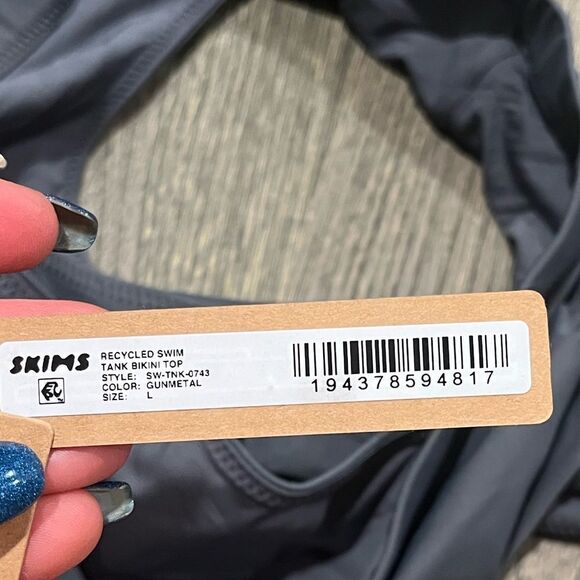 SKIMS
RECYCLED SWIM
TANK BIKINI TOP
STYLE: SW-TNK-0743
COLOR: GUNMETAL
SIZE: L
194378594817